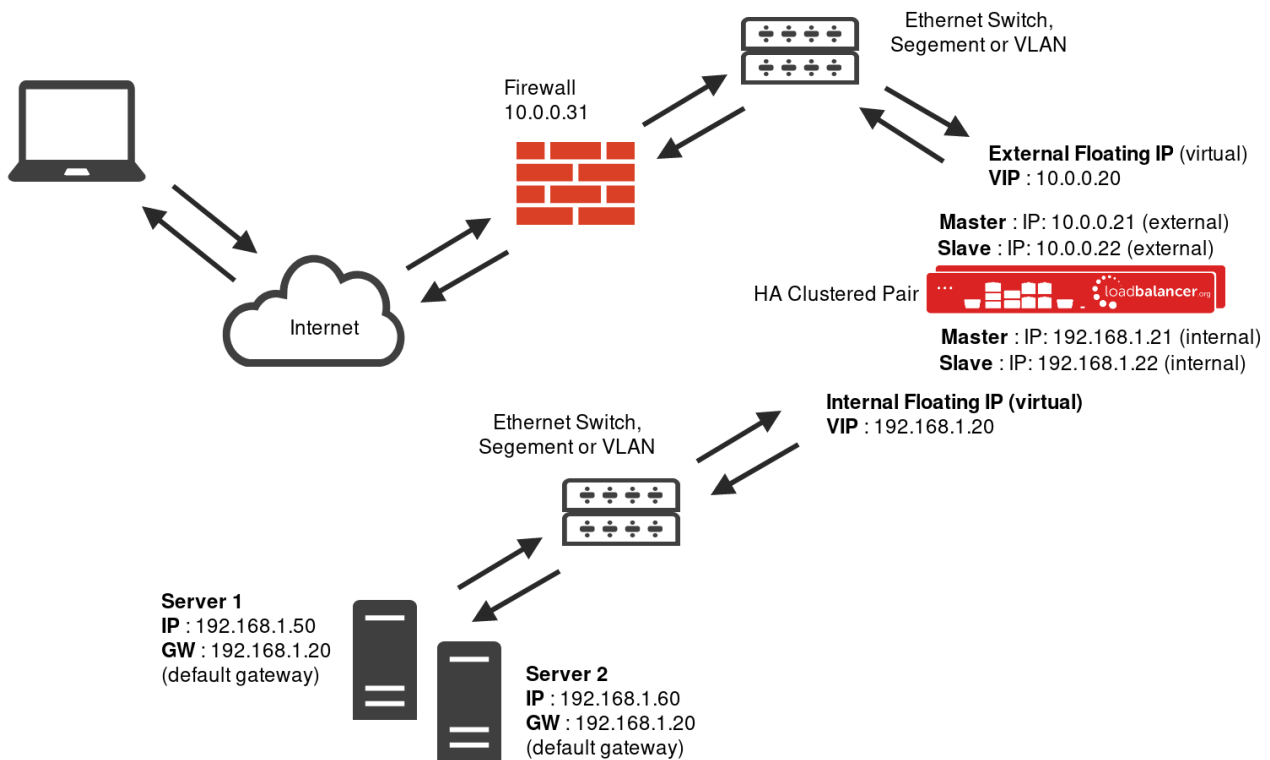 Ethernet Switch,
Segement or VLAN
Firewall
10.0.0.31
External Floating IP (virtual)
VIP : 10.0.0.20
Master : IP: 10.0.0.21 (external)
Slave : IP: 10.0.0.22 (external)
HA Clustered Pair
loadbalancer.org
Internet
Master : IP: 192.168.1.21 (internal)
Slave : IP: 192.168.1.22 (internal)
Internal Floating IP (virtual)
VIP : 192.168.1.20
Ethernet Switch,
Segement or VLAN
Server 1
IP : 192.168.1.50
GW : 192.168.1.20
(default gateway)
Server 2
IP : 192.168.1.60
GW : 192.168.1.20
(default gateway)